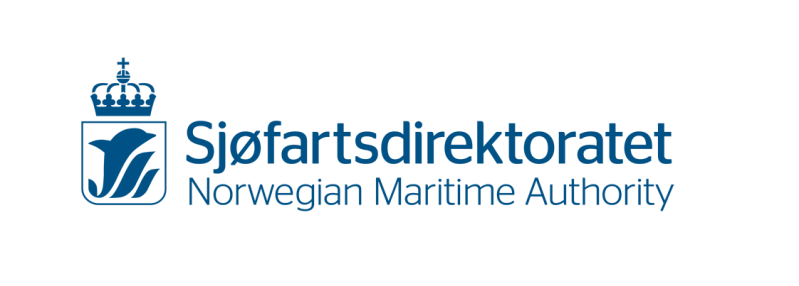 Sjøfartsdirektoratet
Norwegian Maritime Authority